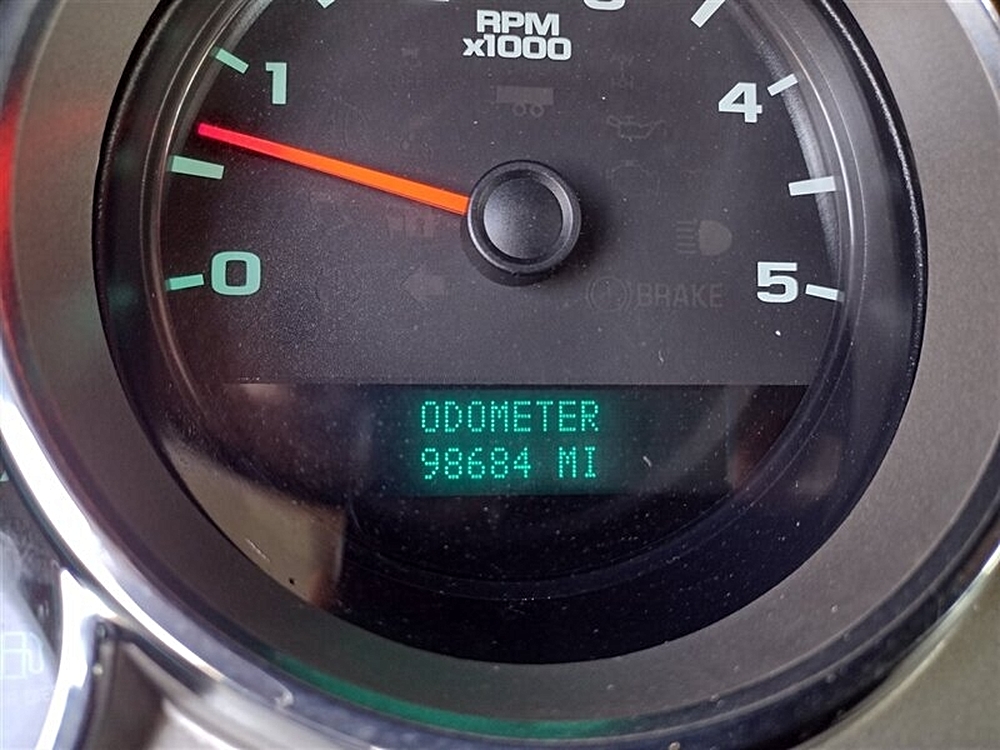 RPM
x1000
1
4
0
5
BRAKE
ODOMETER
98684 MI